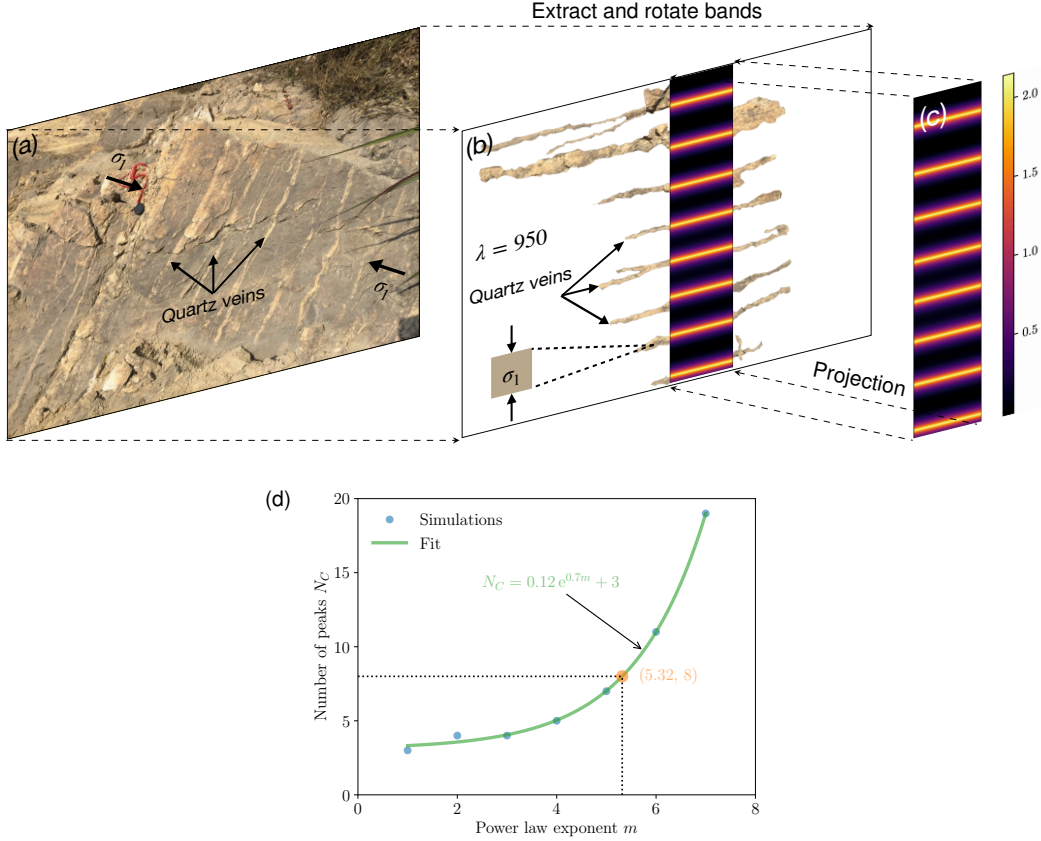 Extract and rotate bands
(a)
σ₁
Quartz veins
σ₁
(b)
λ = 950
Quartz veins
σ₁
Projection
(c)
2.0
1.5
1.0
0.5
(d)
20
15
10
5
0
Number of peaks N_C
Simulations
Fit
N_C = 0.12 e^{0.7m} + 3
(5.32, 8)
0 2 4 6 8
Power law exponent m